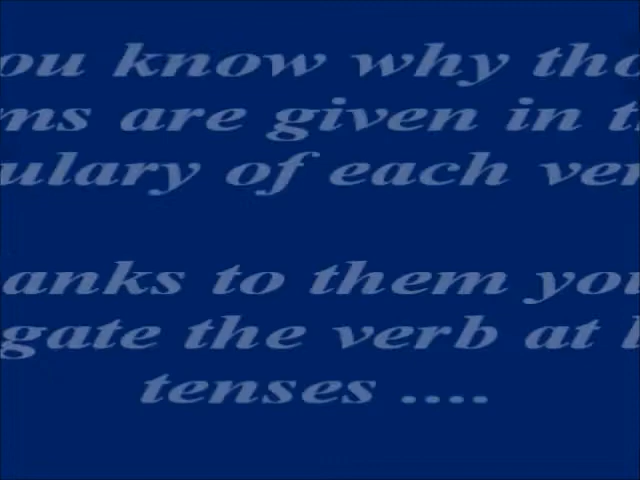 ou know why tho
ms are given in t
ulary of each ver
anks to them you
gate the verb at l
tenses ....